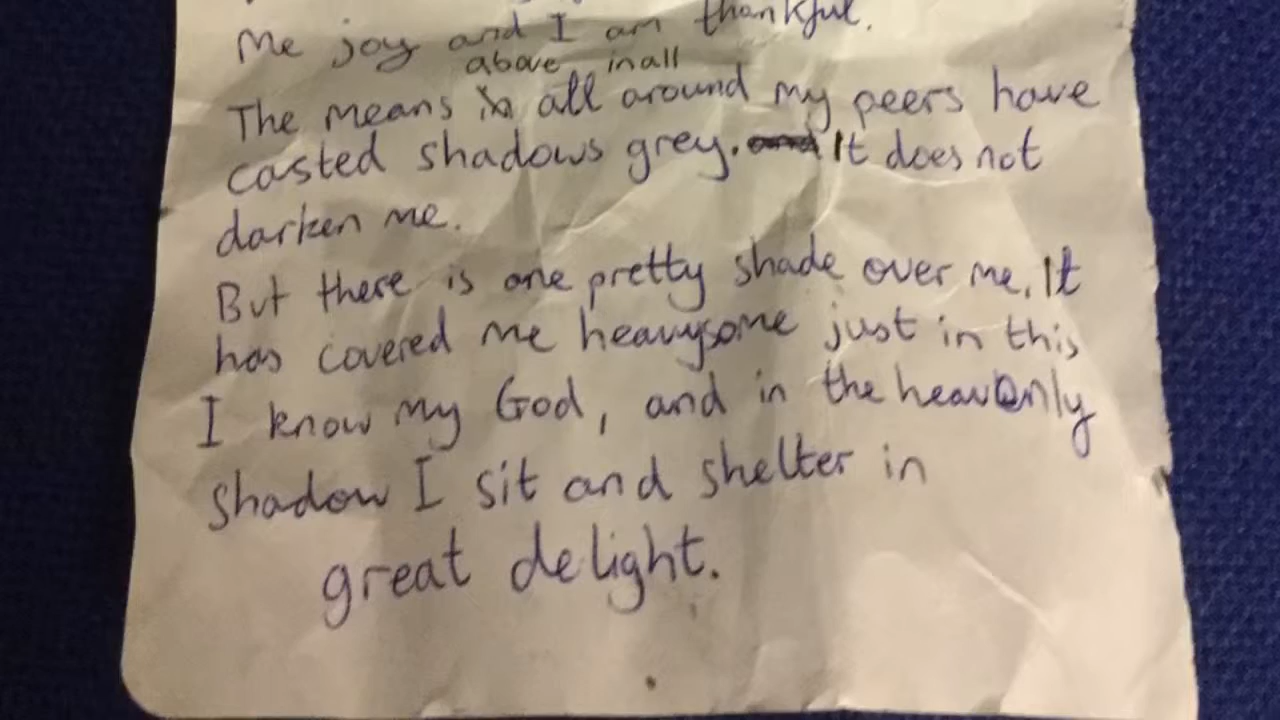 me joy and I am thankful.
above in all
The means in all around my peers have
casted shadows grey. It does not
darken me.
But there is one pretty shade over me. It
has covered me heavysome just in this
I know my God, and in the heavenly
shadow I sit and shelter in
great delight.